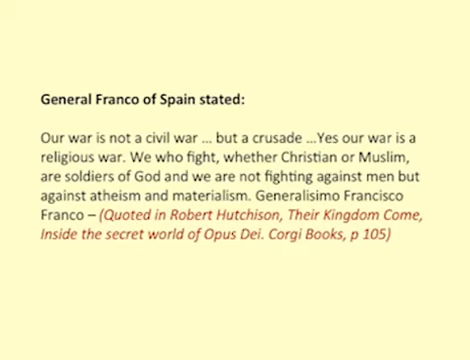 General Franco of Spain stated:
Our war is not a civil war … but a crusade …Yes our war is a
religious war. We who fight, whether Christian or Muslim,
are soldiers of God and we are not fighting against men but
against atheism and materialism. Generalisimo Francisco
Franco – (Quoted in Robert Hutchison, Their Kingdom Come,
Inside the secret world of Opus Dei. Corgi Books, p 105)